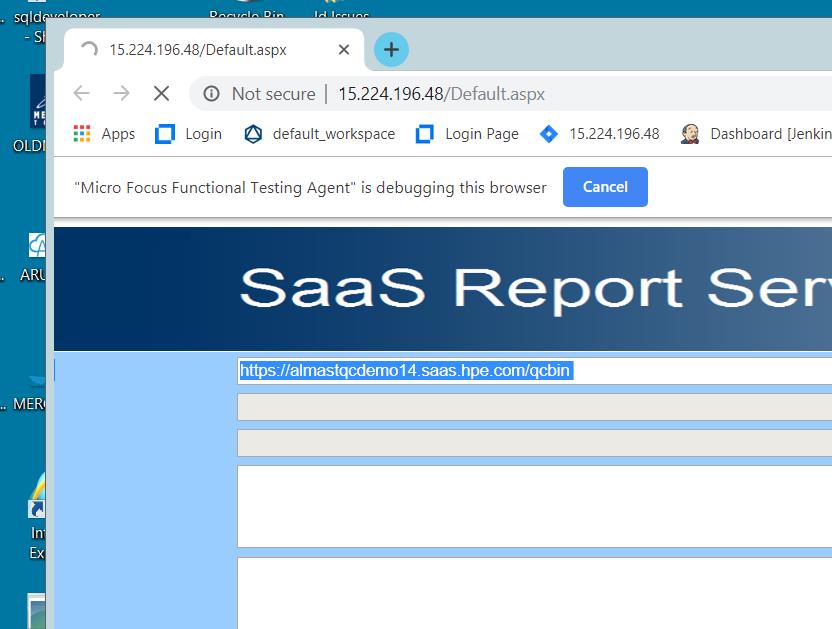 sqldeveloper
Recycle Bin
ld Issues
- Sh
OLD
ARU
.. MERC
In
Ex
15.224.196.48/Default.aspx
Not secure | 15.224.196.48/Default.aspx
Apps Login default_workspace Login Page 15.224.196.48 Dashboard [Jenkin
"Micro Focus Functional Testing Agent" is debugging this browser Cancel
SaaS Report Serv
https://almastqcdemo14.saas.hpe.com/qcbin